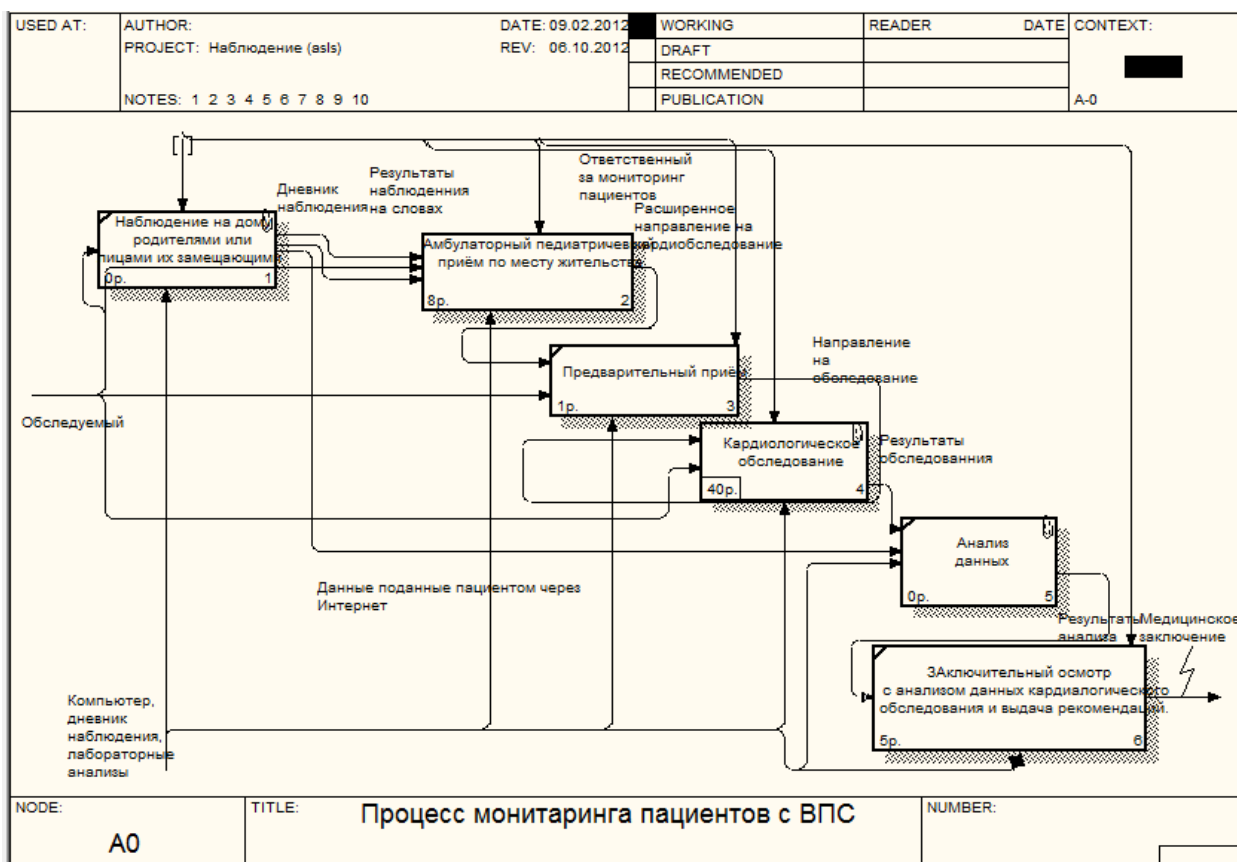 USED AT:
AUTHOR:
DATE: 09.02.2012
PROJECT: Наблюдение (asls)
REV: 06.10.2012
NOTES: 1 2 3 4 5 6 7 8 9 10
WORKING
DRAFT
RECOMMENDED
PUBLICATION
READER
DATE
CONTEXT:
A-0
Дневник
наблюдения
Результаты
наблюденния
на словах
Ответственный
за мониторинг
пациентов
Расширенное
направление на
кардиобследование
Наблюдение на дому
родителями или
лицами их замещающими
0р.
1
Амбулаторный педиатрический
приём по месту жительства
8р.
2
Предварительный приём
1р.
3
Направление
на
обследование
Обследуемый
Кардиологическое
обследование
40р.
4
Результаты
обследованния
Анализ
данных
0р.
5
Данные поданные пациентом через
Интернет
Результаты
анализа
Медицинское
заключение
ЗАключительный осмотр
с анализом данных кардиалогического
обследования и выдача рекомендаций.
5р.
6
Компьютер,
дневник
наблюдения,
лабораторные
анализы
NODE:
A0
TITLE:
Процесс монитаринга пациентов с ВПС
NUMBER: